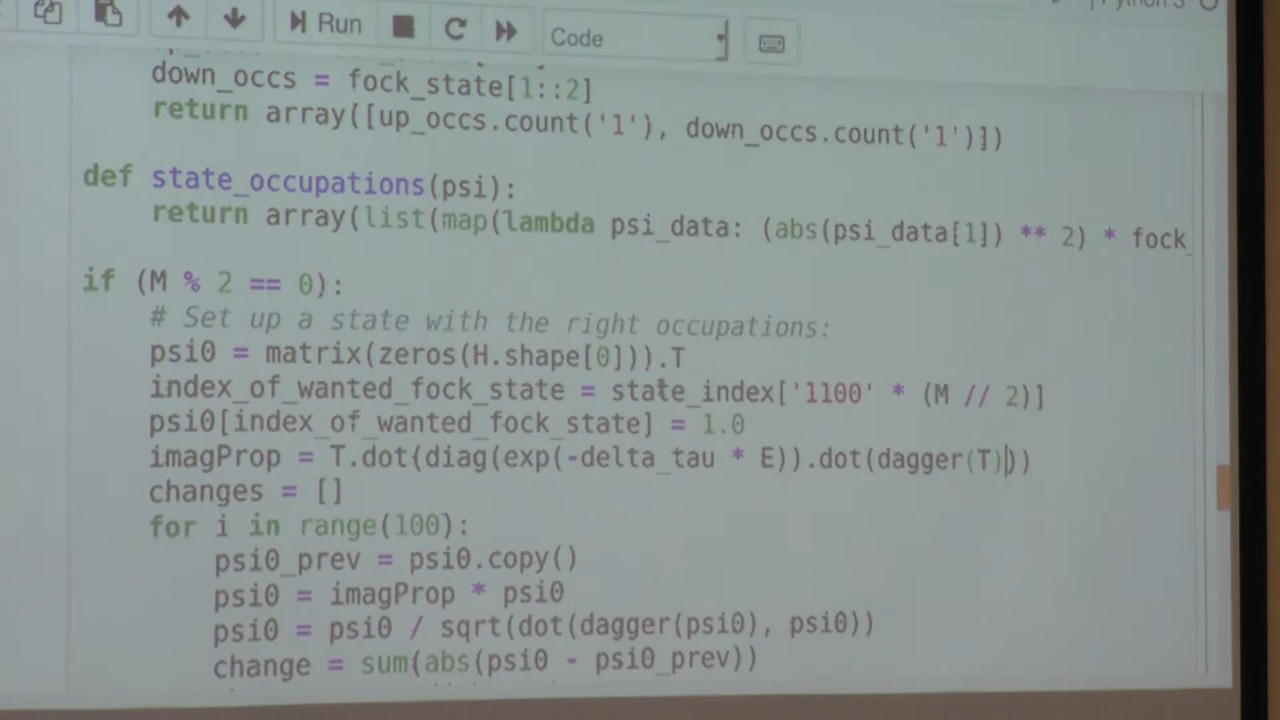 Run Code
down_occs = fock_state[1::2]
return array([up_occs.count('1'), down_occs.count('1')])
def state_occupations(psi):
return array(list(map(lambda psi_data: (abs(psi_data[1]) ** 2) * fock_
if (M % 2 == 0):
# Set up a state with the right occupations:
psi0 = matrix(zeros(H.shape[0])).T
index_of_wanted_fock_state = state_index['1100' * (M // 2)]
psi0[index_of_wanted_fock_state] = 1.0
imagProp = T.dot(diag(exp(-delta_tau * E)).dot(dagger(T)))
changes = []
for i in range(100):
psi0_prev = psi0.copy()
psi0 = imagProp * psi0
psi0 = psi0 / sqrt(dot(dagger(psi0), psi0))
change = sum(abs(psi0 - psi0_prev))